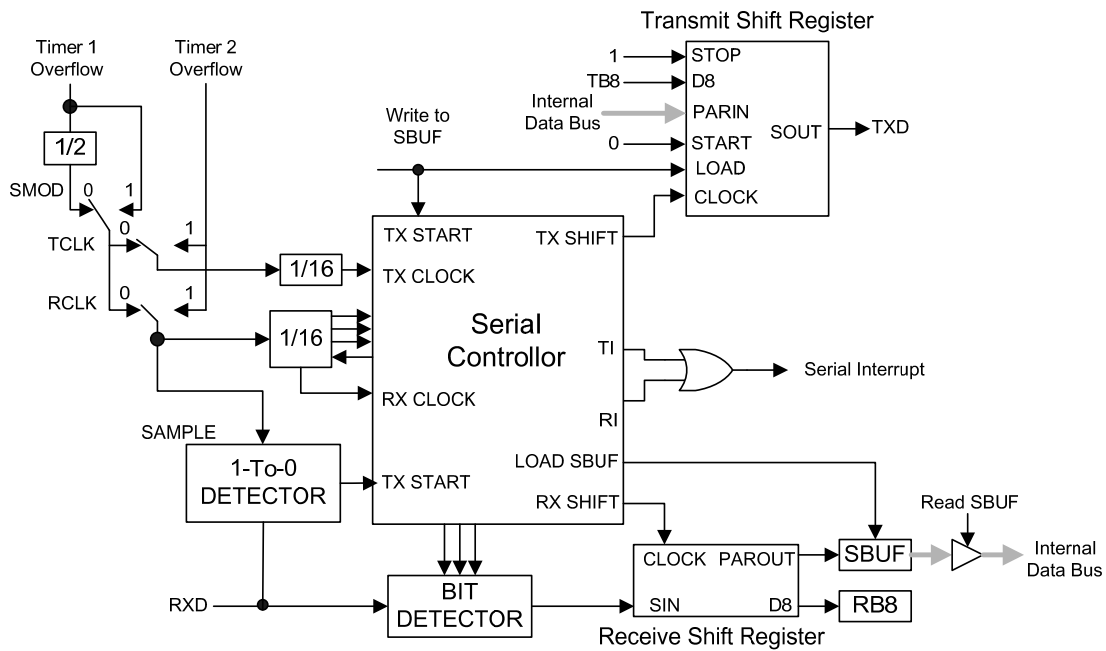 Transmit Shift Register
Timer 1
Overflow
Timer 2
Overflow
1
STOP
TB8
D8
Internal
Data Bus
PARIN
SOUT
TXD
0
START
Write to
SBUF
LOAD
CLOCK
1/2
SMOD
0
1
TX START
TX SHIFT
TCLK
0
1
1/16
TX CLOCK
RCLK
0
1
1/16
Serial
Controllor
TI
Serial Interrupt
RX CLOCK
RI
SAMPLE
1-To-0
DETECTOR
TX START
LOAD SBUF
RX SHIFT
Read SBUF
CLOCK
PAROUT
SBUF
Internal
Data Bus
RXD
BIT
DETECTOR
SIN
D8
RB8
Receive Shift Register